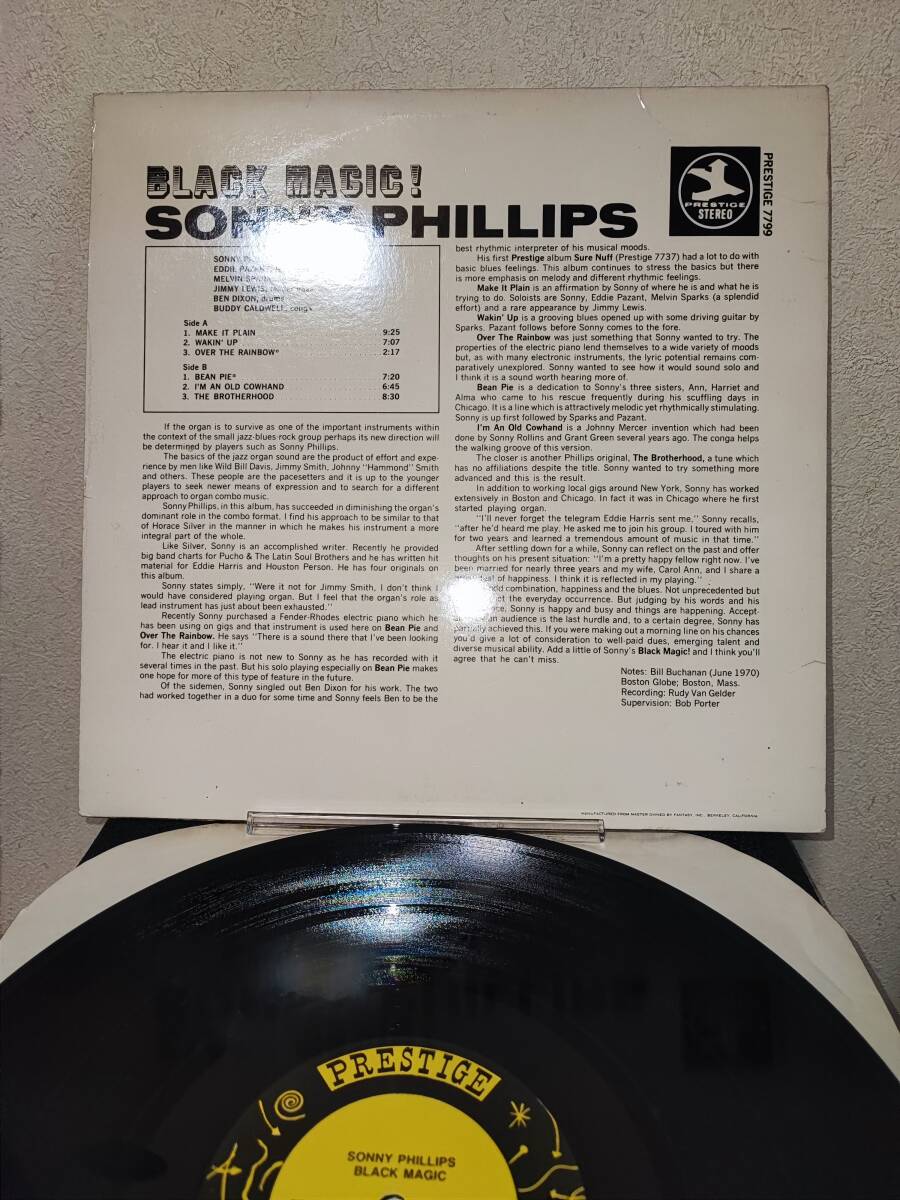 BLACK MAGIC!
SONNY PHILLIPS
PRESTIGE
STEREO
PRESTIGE 7799
SONNY
EDDIE PAZANT,
MELVIN SPARKS
JIMMY LEWIS,
BEN DIXON, drums
BUDDY CALDWELL, conga
Side A
1. MAKE IT PLAIN 9:25
2. WAKIN' UP 7:07
3. OVER THE RAINBOW* 2:17
Side B
1. BEAN PIE* 7:20
2. I'M AN OLD COWHAND 6:45
3. THE BROTHERHOOD 8:30
If the organ is to survive as one of the important instruments within
the context of the small jazz-blues rock group perhaps its new direction will
be determined by players such as Sonny Phillips.
The basics of the jazz organ sound are the product of effort and expe-
rience by men like Wild Bill Davis, Jimmy Smith, Johnny "Hammond" Smith
and others. These people are the pacesetters and it is up to the younger
players to seek newer means of expression and to search for a different
approach to organ combo music.
Sonny Phillips, in this album, has succeeded in diminishing the organ's
dominant role in the combo format. I find his approach to be similar to that
of Horace Silver in the manner in which he makes his instrument a more
integral part of the whole.
Like Silver, Sonny is an accomplished writer. Recently he provided
big band charts for Pucho & The Latin Soul Brothers and he has written hit
material for Eddie Harris and Houston Person. He has four originals on
this album.
Sonny states simply, "Were it not for Jimmy Smith, I don't think I
would have considered playing organ. But I feel that the organ's role as
lead instrument has just about been exhausted."
Recently Sonny purchased a Fender-Rhodes electric piano which he
has been using on gigs and that instrument is used here on Bean Pie and
Over The Rainbow. He says "There is a sound there that I've been looking
for. I hear it and I like it."
The electric piano is not new to Sonny as he has recorded with it
several times in the past. But his solo playing especially on Bean Pie makes
one hope for more of this type of feature in the future.
Of the sidemen, Sonny singled out Ben Dixon for his work. The two
had worked together in a duo for some time and Sonny feels Ben to be the
best rhythmic interpreter of his musical moods.
His first Prestige album Sure Nuff (Prestige 7737) had a lot to do with
basic blues feelings. This album continues to stress the basics but there
is more emphasis on melody and different rhythmic feelings.
Make It Plain is an affirmation by Sonny of where he is and what he is
trying to do. Soloists are Sonny, Eddie Pazant, Melvin Sparks (a splendid
effort) and a rare appearance by Jimmy Lewis.
Wakin' Up is a grooving blues opened up with some driving guitar by
Sparks. Pazant follows before Sonny comes to the fore.
Over The Rainbow was just something that Sonny wanted to try. The
properties of the electric piano lend themselves to a wide variety of moods
but, as with many electronic instruments, the lyric potential remains com-
paratively unexplored. Sonny wanted to see how it would sound solo and
I think it is a sound worth hearing more of.
Bean Pie is a dedication to Sonny's three sisters, Ann, Harriet and
Alma who came to his rescue frequently during his scuffling days in
Chicago. It is a line which is attractively melodic yet rhythmically stimulating.
Sonny is up first followed by Sparks and Pazant.
I'm An Old Cowhand is a Johnny Mercer invention which had been
done by Sonny Rollins and Grant Green several years ago. The conga helps
the walking groove of this version.
The closer is another Phillips original, The Brotherhood, a tune which
has no affiliations despite the title. Sonny wanted to try something more
advanced and this is the result.
In addition to working local gigs around New York, Sonny has worked
extensively in Boston and Chicago. In fact it was in Chicago where he first
started playing organ.
"I'll never forget the telegram Eddie Harris sent me," Sonny recalls,
"after he'd heard me play. He asked me to join his group. I toured with him
for two years and learned a tremendous amount of music in that time."
After settling down for a while, Sonny can reflect on the past and offer
thoughts on his present situation: "I'm a pretty happy fellow right now. I've
been married for nearly three years and my wife, Carol Ann, and I share a
deal of happiness. I think it is reflected in my playing."
odd combination, happiness and the blues. Not unprecedented but
the everyday occurrence. But judging by his words and his
Sonny is happy and busy and things are happening. Accept-
audience is the last hurdle and, to a certain degree, Sonny has
partially achieved this. If you were making out a morning line on his chances
you'd give a lot of consideration to well-paid dues, emerging talent and
diverse musical ability. Add a little of Sonny's Black Magic! and I think you'll
agree that he can't miss.
Notes: Bill Buchanan (June 1970)
Boston Globe; Boston, Mass.
Recording: Rudy Van Gelder
Supervision: Bob Porter
MANUFACTURED FROM MASTER OWNED BY FANTASY, INC., BERKELEY, CALIFORNIA
PRESTIGE
SONNY PHILLIPS
BLACK MAGIC